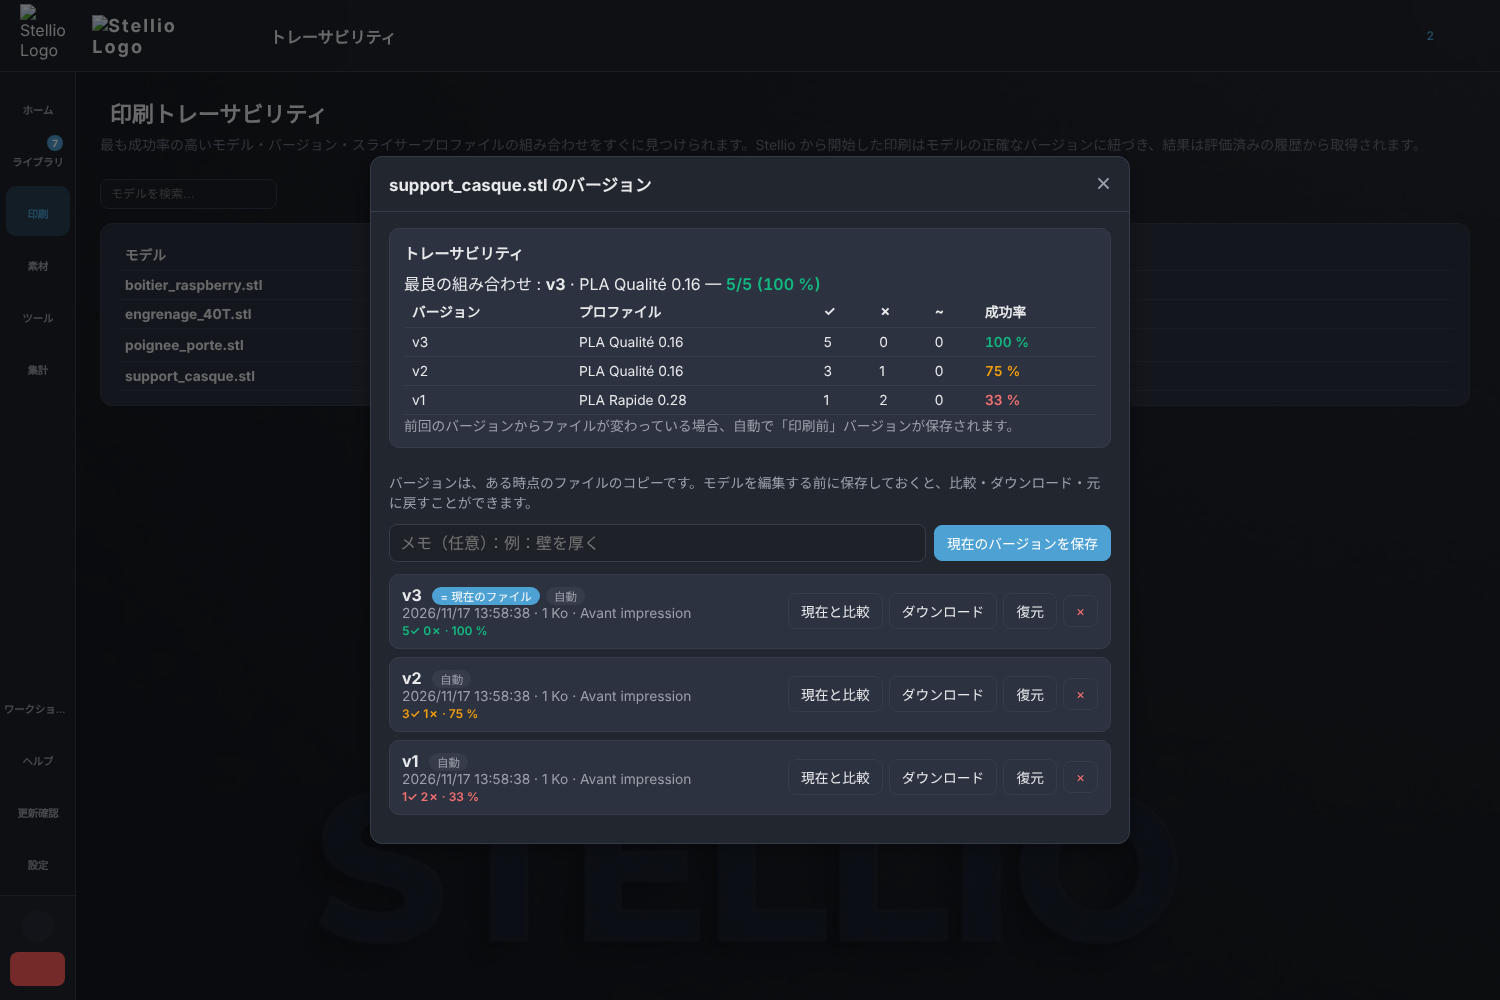 Stellio Logo
Stellio Logo
トレーサビリティ
2
ホーム
7
ライブラリ
印刷
素材
ツール
集計
ワークショ...
ヘルプ
更新確認
設定
印刷トレーサビリティ
最も成功率の高いモデル・バージョン・スライサープロファイルの組み合わせをすぐに見つけられます。Stellio から開始した印刷はモデルの正確なバージョンに紐づき、結果は評価済みの履歴から取得されます。
モデルを検索...
モデル
boitier_raspberry.stl
engrenage_40T.stl
poignee_porte.stl
support_casque.stl
support_casque.stl のバージョン
✕
トレーサビリティ
最良の組み合わせ : v3 · PLA Qualité 0.16 — 5/5 (100 %)
バージョン プロファイル ✓ × ~ 成功率
v3 PLA Qualité 0.16 5 0 0 100 %
v2 PLA Qualité 0.16 3 1 0 75 %
v1 PLA Rapide 0.28 1 2 0 33 %
前回のバージョンからファイルが変わっている場合、自動で「印刷前」バージョンが保存されます。
バージョンは、ある時点のファイルのコピーです。モデルを編集する前に保存しておくと、比較・ダウンロード・元
に戻すことができます。
メモ（任意）：例：壁を厚く 現在のバージョンを保存
v3 = 現在のファイル 自動
2026/11/17 13:58:38 · 1 Ko · Avant impression
5✓ 0× · 100 %
現在と比較 ダウンロード 復元 ×
v2 自動
2026/11/17 13:58:38 · 1 Ko · Avant impression
3✓ 1× · 75 %
現在と比較 ダウンロード 復元 ×
v1 自動
2026/11/17 13:58:38 · 1 Ko · Avant impression
1✓ 2× · 33 %
現在と比較 ダウンロード 復元 ×
STELLIO